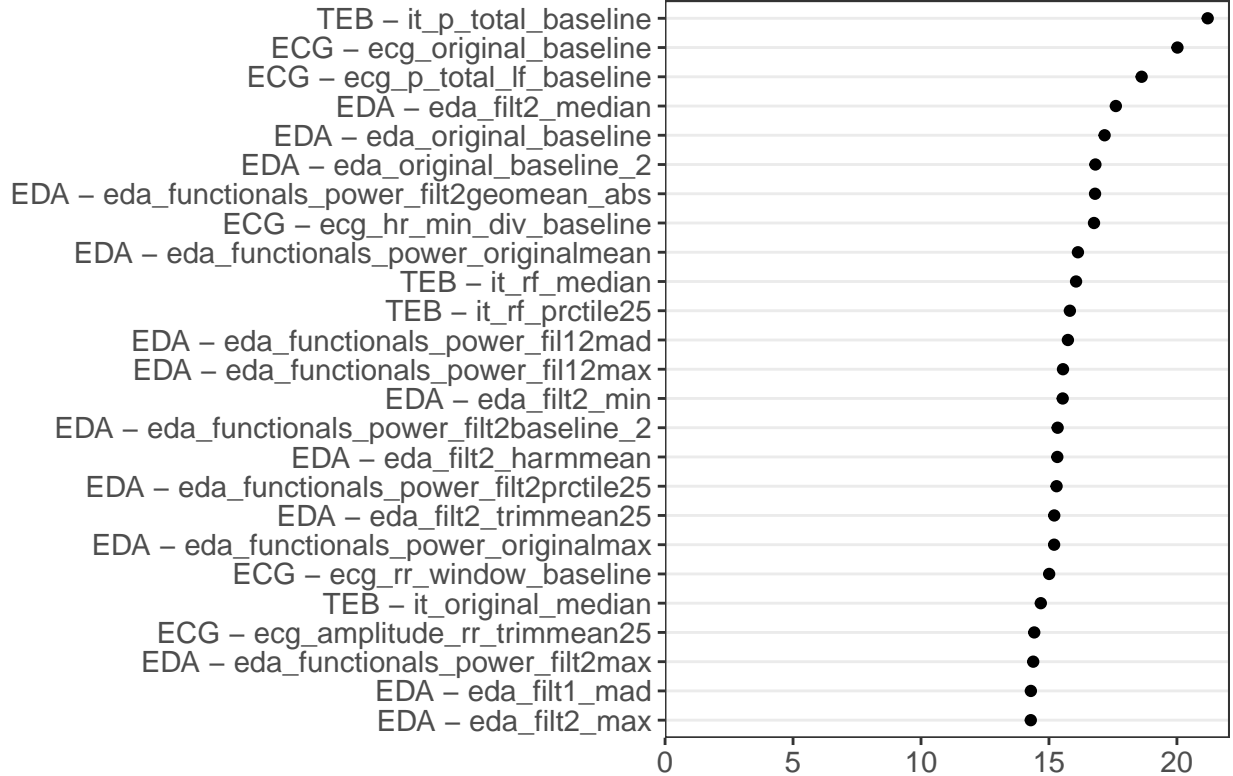 TEB – it_p_total_baseline
ECG – ecg_original_baseline
ECG – ecg_p_total_lf_baseline
EDA – eda_filt2_median
EDA – eda_original_baseline
EDA – eda_original_baseline_2
EDA – eda_functionals_power_filt2geomean_abs
ECG – ecg_hr_min_div_baseline
EDA – eda_functionals_power_originalmean
TEB – it_rf_median
TEB – it_rf_prctile25
EDA – eda_functionals_power_fil12mad
EDA – eda_functionals_power_fil12max
EDA – eda_filt2_min
EDA – eda_functionals_power_filt2baseline_2
EDA – eda_filt2_harmmean
EDA – eda_functionals_power_filt2prctile25
EDA – eda_filt2_trimmean25
EDA – eda_functionals_power_originalmax
ECG – ecg_rr_window_baseline
TEB – it_original_median
ECG – ecg_amplitude_rr_trimmean25
EDA – eda_functionals_power_filt2max
EDA – eda_filt1_mad
EDA – eda_filt2_max
0 5 10 15 20